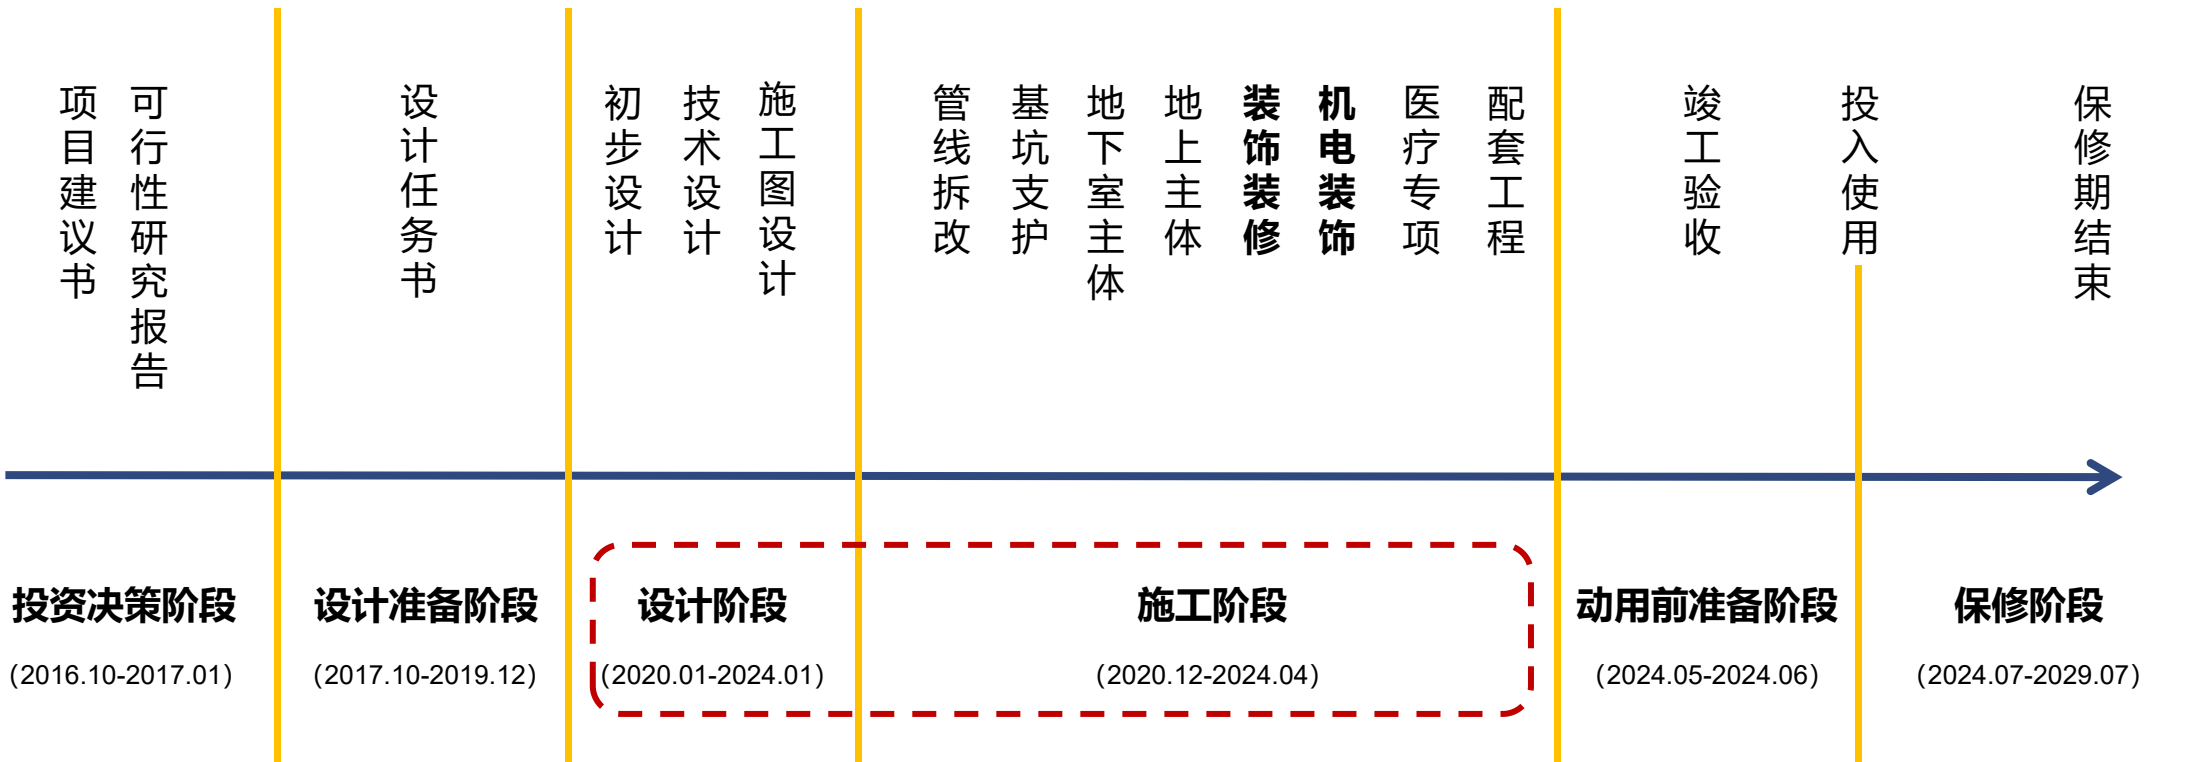 项目建议书
可行性研究报告
设计任务书
初步设计
技术设计
施工图设计
管线拆改
基坑支护
地下室主体
地上主体
装饰装修
机电装饰
医疗专项
配套工程
竣工验收
投入使用
保修期结束
投资决策阶段
设计准备阶段
设计阶段
施工阶段
动用前准备阶段
保修阶段
（2016.10-2017.01）
（2017.10-2019.12）
（2020.01-2024.01）
（2020.12-2024.04）
（2024.05-2024.06）
（2024.07-2029.07）